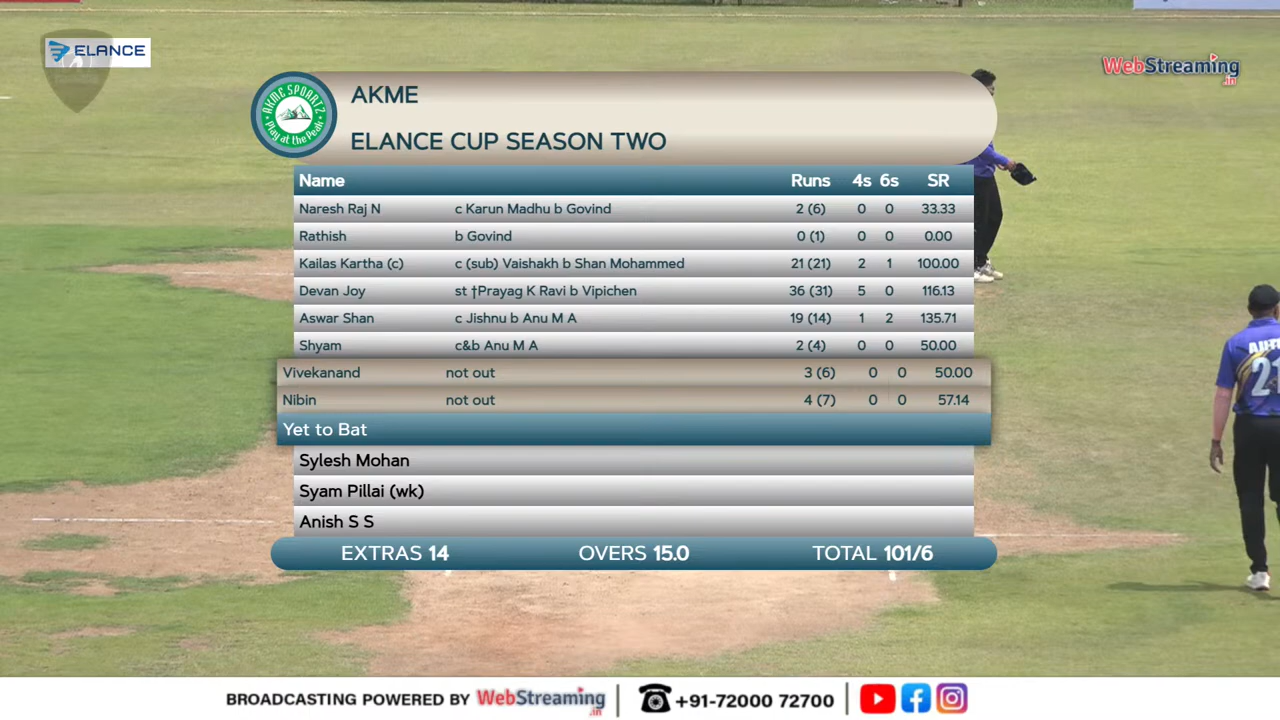 ELANCE
WebStreaming
.in
AKME SPORTZ
Play at the Peak
AKME
ELANCE CUP SEASON TWO
Name Runs 4s 6s SR
Naresh Raj N c Karun Madhu b Govind 2 (6) 0 0 33.33
Rathish b Govind 0 (1) 0 0 0.00
Kailas Kartha (c) c (sub) Vaishakh b Shan Mohammed 21 (21) 2 1 100.00
Devan Joy st †Prayag K Ravi b Vipichen 36 (31) 5 0 116.13
Aswar Shan c Jishnu b Anu M A 19 (14) 1 2 135.71
Shyam c&b Anu M A 2 (4) 0 0 50.00
Vivekanand not out 3 (6) 0 0 50.00
Nibin not out 4 (7) 0 0 57.14
Yet to Bat
Sylesh Mohan
Syam Pillai (wk)
Anish S S
EXTRAS 14 OVERS 15.0 TOTAL 101/6
21
BROADCASTING POWERED BY WebStreaming.in +91-72000 72700